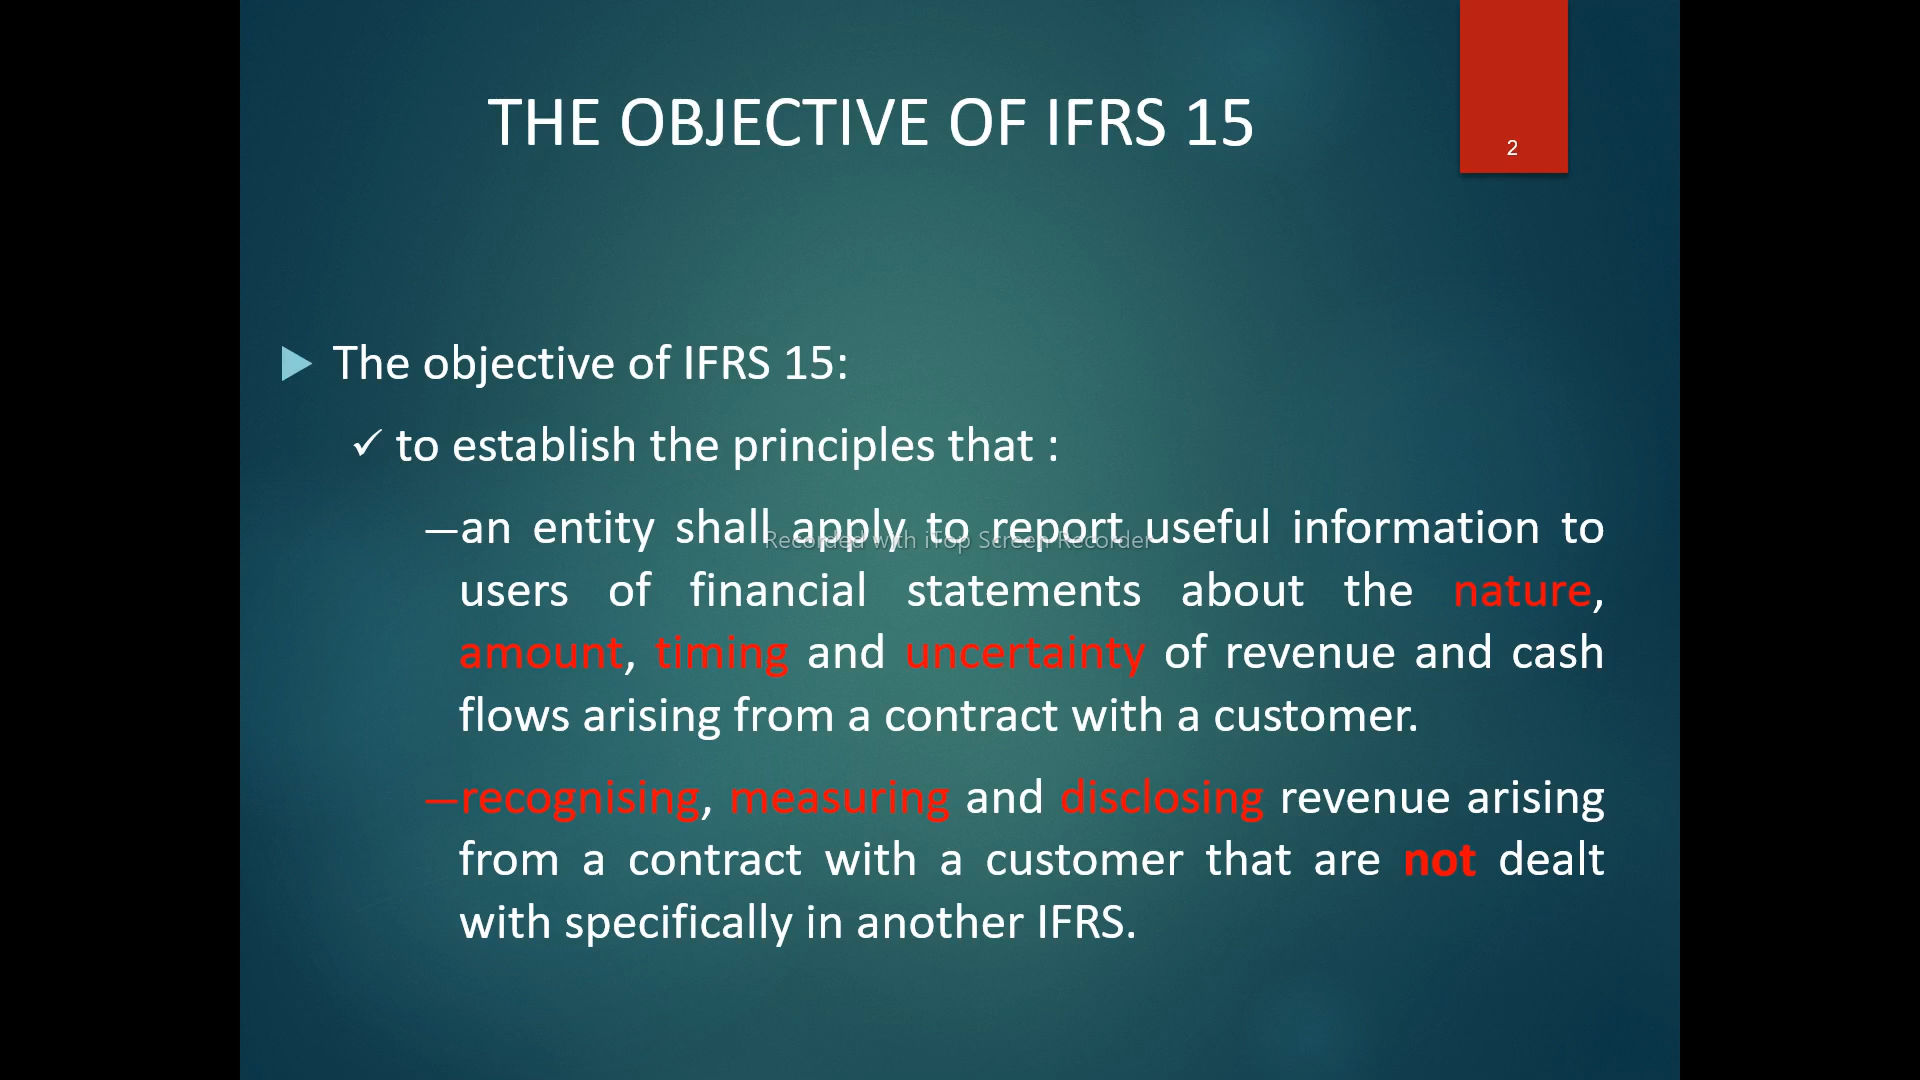 THE OBJECTIVE OF IFRS 15
2
The objective of IFRS 15:
✓ to establish the principles that :
–an entity shall apply to report useful information to
users of financial statements about the nature,
amount, timing and uncertainty of revenue and cash
flows arising from a contract with a customer.
Recorded with iTop Screen Recorder
–recognising, measuring and disclosing revenue arising
from a contract with a customer that are not dealt
with specifically in another IFRS.